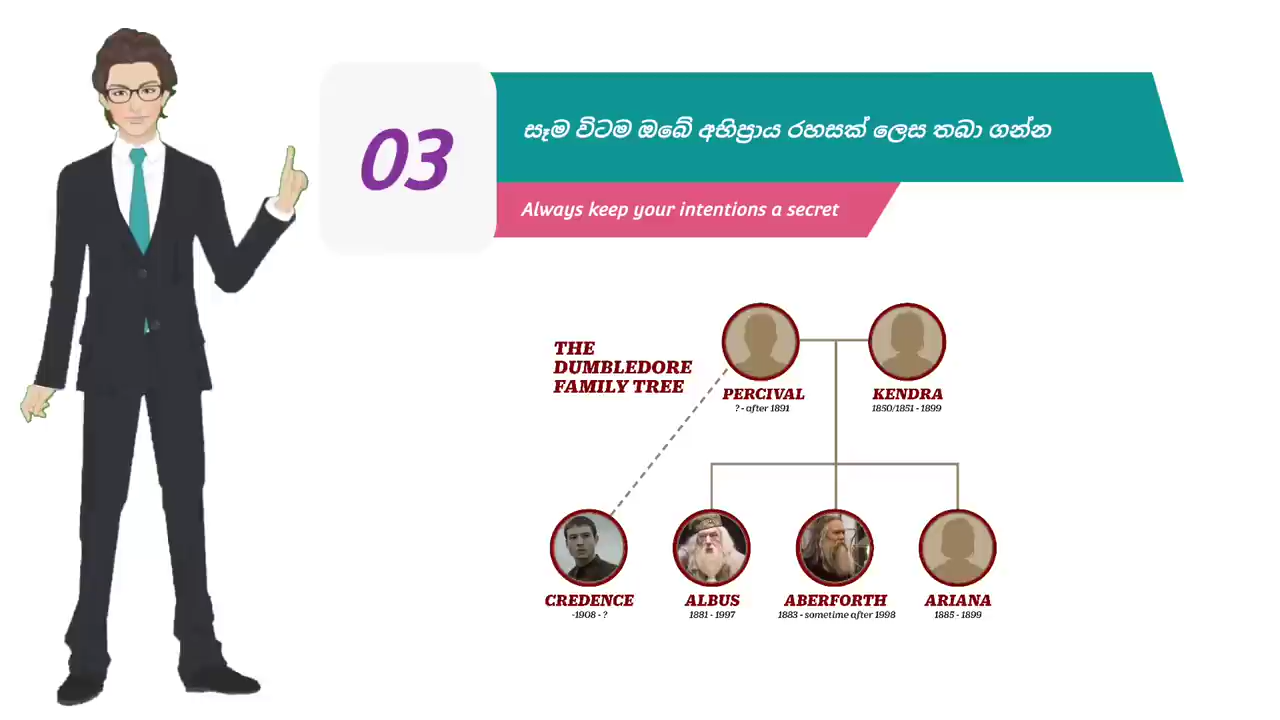 03
සෑම විටම ඔබේ අභිප්‍රාය රහසක් ලෙස තබා ගන්න
Always keep your intentions a secret
THE
DUMBLEDORE
FAMILY TREE
PERCIVAL
? - after 1891
KENDRA
1850/1851 - 1899
CREDENCE
-1908 - ?
ALBUS
1881 - 1997
ABERFORTH
1883 - sometime after 1998
ARIANA
1885 - 1899